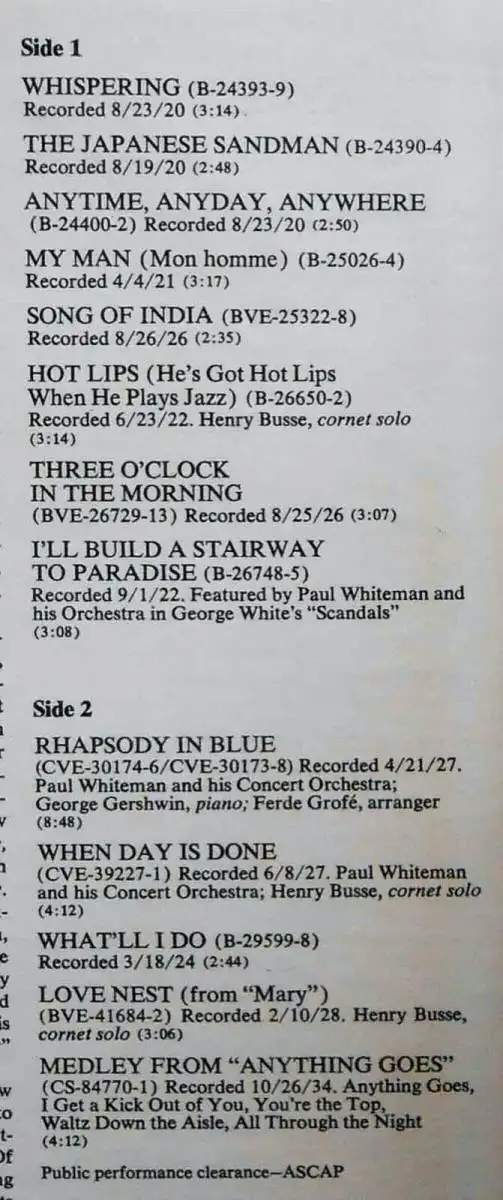 Side 1
WHISPERING (B-24393-9)
Recorded 8/23/20 (3:14)
THE JAPANESE SANDMAN (B-24390-4)
Recorded 8/19/20 (2:48)
ANYTIME, ANYDAY, ANYWHERE
(B-24400-2) Recorded 8/23/20 (2:50)
MY MAN (Mon homme) (B-25026-4)
Recorded 4/4/21 (3:17)
SONG OF INDIA (BVE-25322-8)
Recorded 8/26/26 (2:35)
HOT LIPS (He's Got Hot Lips
When He Plays Jazz) (B-26650-2)
Recorded 6/23/22. Henry Busse, cornet solo
(3:14)
THREE O'CLOCK
IN THE MORNING
(BVE-26729-13) Recorded 8/25/26 (3:07)
I'LL BUILD A STAIRWAY
TO PARADISE (B-26748-5)
Recorded 9/1/22. Featured by Paul Whiteman and
his Orchestra in George White's “Scandals”
(3:08)
Side 2
RHAPSODY IN BLUE
(CVE-30174-6/CVE-30173-8) Recorded 4/21/27.
Paul Whiteman and his Concert Orchestra;
George Gershwin, piano; Ferde Grofé, arranger
(8:48)
WHEN DAY IS DONE
(CVE-39227-1) Recorded 6/8/27. Paul Whiteman
and his Concert Orchestra; Henry Busse, cornet solo
(4:12)
WHAT'LL I DO (B-29599-8)
Recorded 3/18/24 (2:44)
LOVE NEST (from “Mary”)
(BVE-41684-2) Recorded 2/10/28. Henry Busse,
cornet solo (3:06)
MEDLEY FROM “ANYTHING GOES”
(CS-84770-1) Recorded 10/26/34. Anything Goes,
I Get a Kick Out of You, You're the Top,
Waltz Down the Aisle, All Through the Night
(4:12)
Public performance clearance—ASCAP